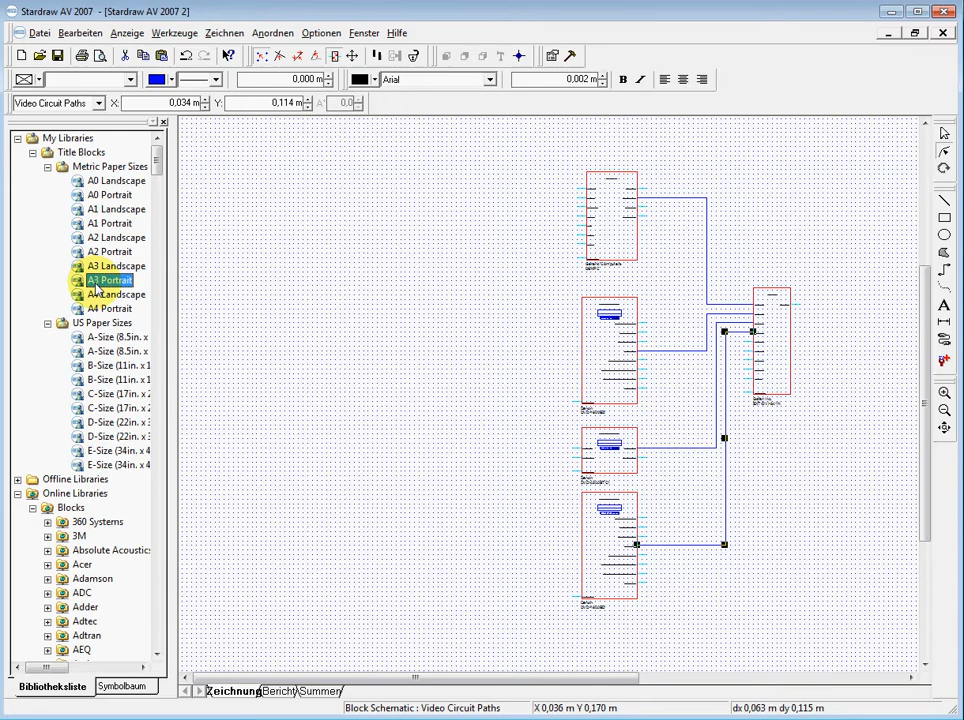 Stardraw AV 2007 - [Stardraw AV 2007 2]
Datei Bearbeiten Anzeige Werkzeuge Zeichnen Anordnen Optionen Fenster Hilfe
0,000 m Arial 0,002 m B I
Video Circuit Paths X: 0,034 m Y: 0,114 m A° 0,0
My Libraries
Title Blocks
Metric Paper Sizes
A0 Landscape
A0 Portrait
A1 Landscape
A1 Portrait
A2 Landscape
A2 Portrait
A3 Landscape
A3 Portrait
A4 Landscape
A4 Portrait
US Paper Sizes
A-Size (8.5in. x
A-Size (8.5in. x
B-Size (11in. x 1
B-Size (11in. x 1
C-Size (17in. x 2
C-Size (17in. x 2
D-Size (22in. x 3
D-Size (22in. x 3
E-Size (34in. x 4
E-Size (34in. x 4
Offline Libraries
Online Libraries
Blocks
360 Systems
3M
Absolute Acoustics
Acer
Adamson
ADC
Adder
Adtec
Adtran
AEQ
Bibliotheksliste Symbolbaum
Zeichnung Bericht Summen
Block Schematic : Video Circuit Paths X 0,036 m Y 0,170 m dx 0,063 m dy 0,115 m